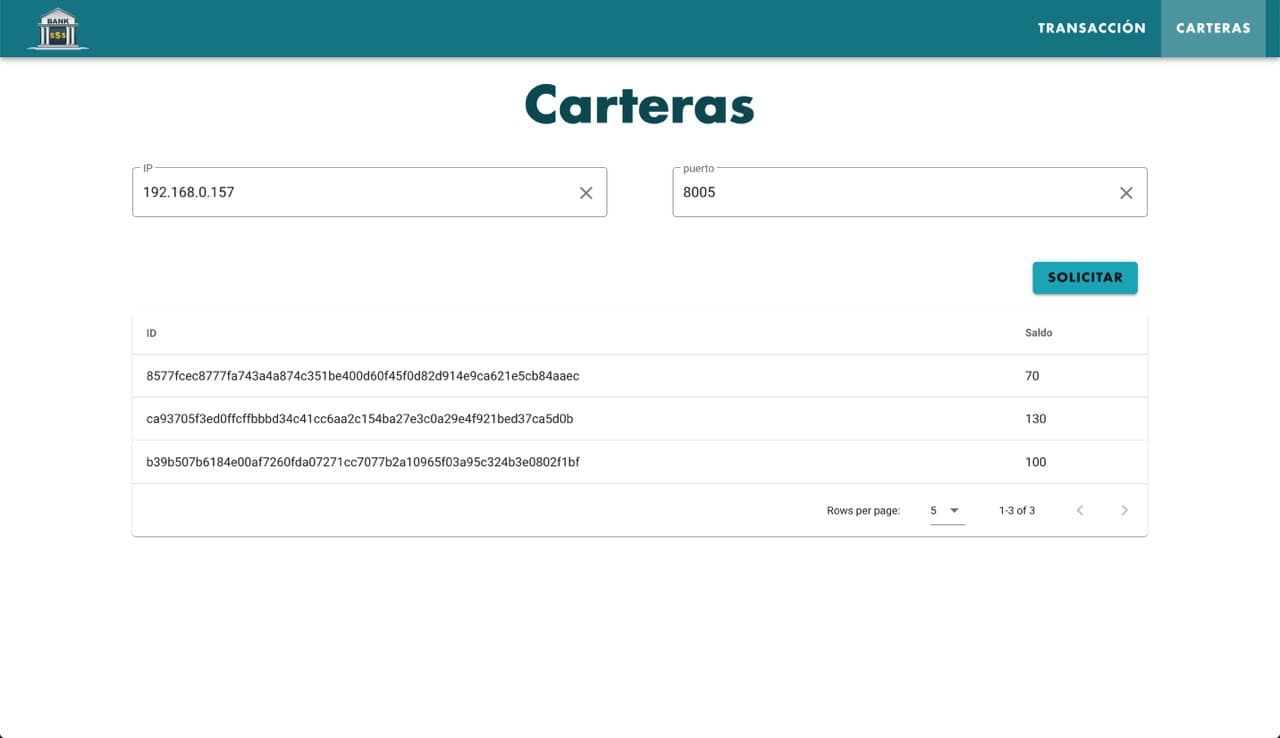 BANK
$$$
TRANSACCIÓN
CARTERAS
Carteras
IP
192.168.0.157
puerto
8005
SOLICITAR
ID Saldo
8577fcec8777fa743a4a874c351be400d60f45f0d82d914e9ca621e5cb84aaec 70
ca93705f3ed0ffcffbbbd34c41cc6aa2c154ba27e3c0a29e4f921bed37ca5d0b 130
b39b507b6184e00af7260fda07271cc7077b2a10965f03a95c324b3e0802f1bf 100
Rows per page: 5 1-3 of 3